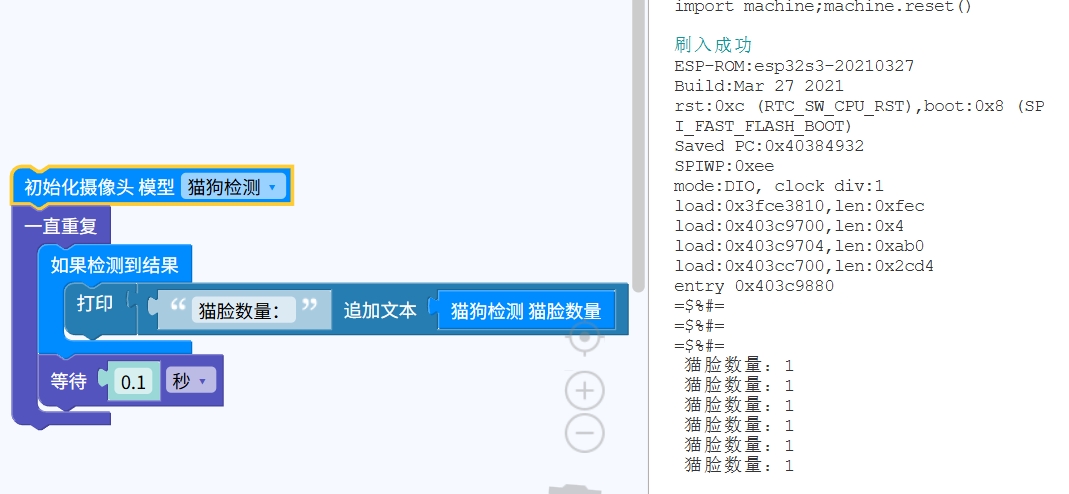 初始化摄像头 模型 猫狗检测
一直重复
如果检测到结果
打印 “ 猫脸数量： ” 追加文本 猫狗检测 猫脸数量
等待 0.1 秒
import machine;machine.reset()
刷入成功
ESP-ROM:esp32s3-20210327
Build:Mar 27 2021
rst:0xc (RTC_SW_CPU_RST),boot:0x8 (SP
I_FAST_FLASH_BOOT)
Saved PC:0x40384932
SPIWP:0xee
mode:DIO, clock div:1
load:0x3fce3810,len:0xfec
load:0x403c9700,len:0x4
load:0x403c9704,len:0xab0
load:0x403cc700,len:0x2cd4
entry 0x403c9880
=$%#=
=$%#=
=$%#=
猫脸数量：1
猫脸数量：1
猫脸数量：1
猫脸数量：1
猫脸数量：1
猫脸数量：1